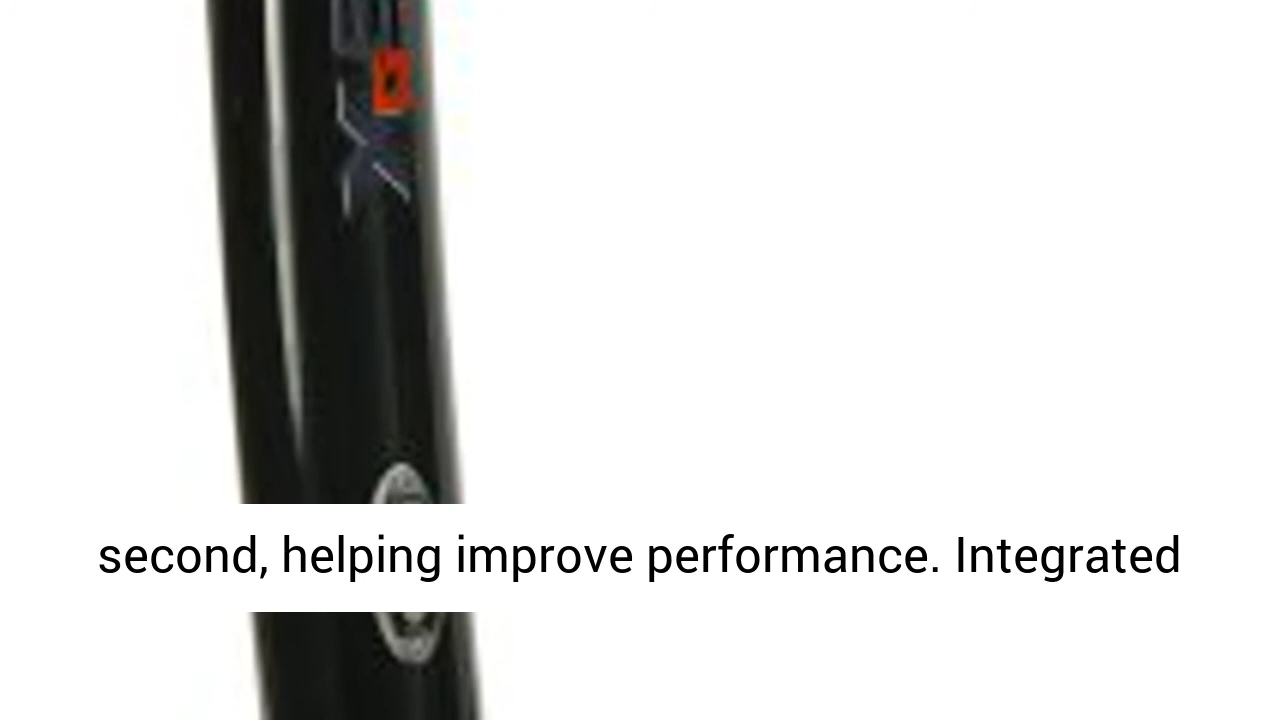 second, helping improve performance. Integrated